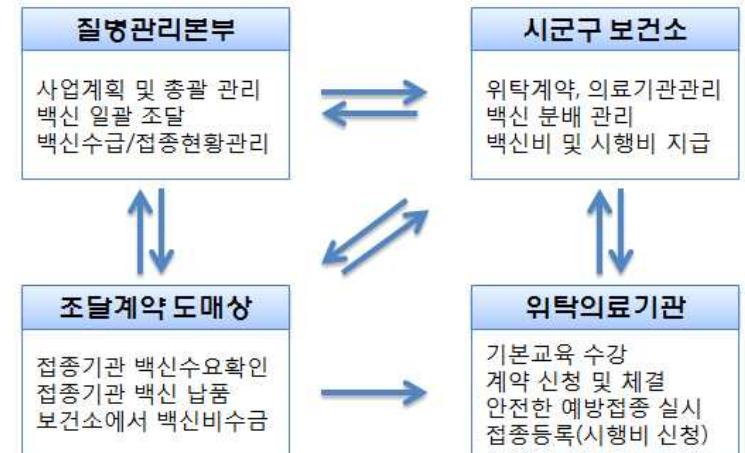 질병관리본부
사업계획 및 총괄 관리
백신 일괄 조달
백신수급/접종현황관리
시군구 보건소
위탁계약, 의료기관관리
백신 분배 관리
백신비 및 시행비 지급
조달계약 도매상
접종기관 백신수요확인
접종기관 백신 납품
보건소에서 백신비수금
위탁의료기관
기본교육 수강
계약 신청 및 체결
안전한 예방접종 실시
접종등록(시행비 신청)